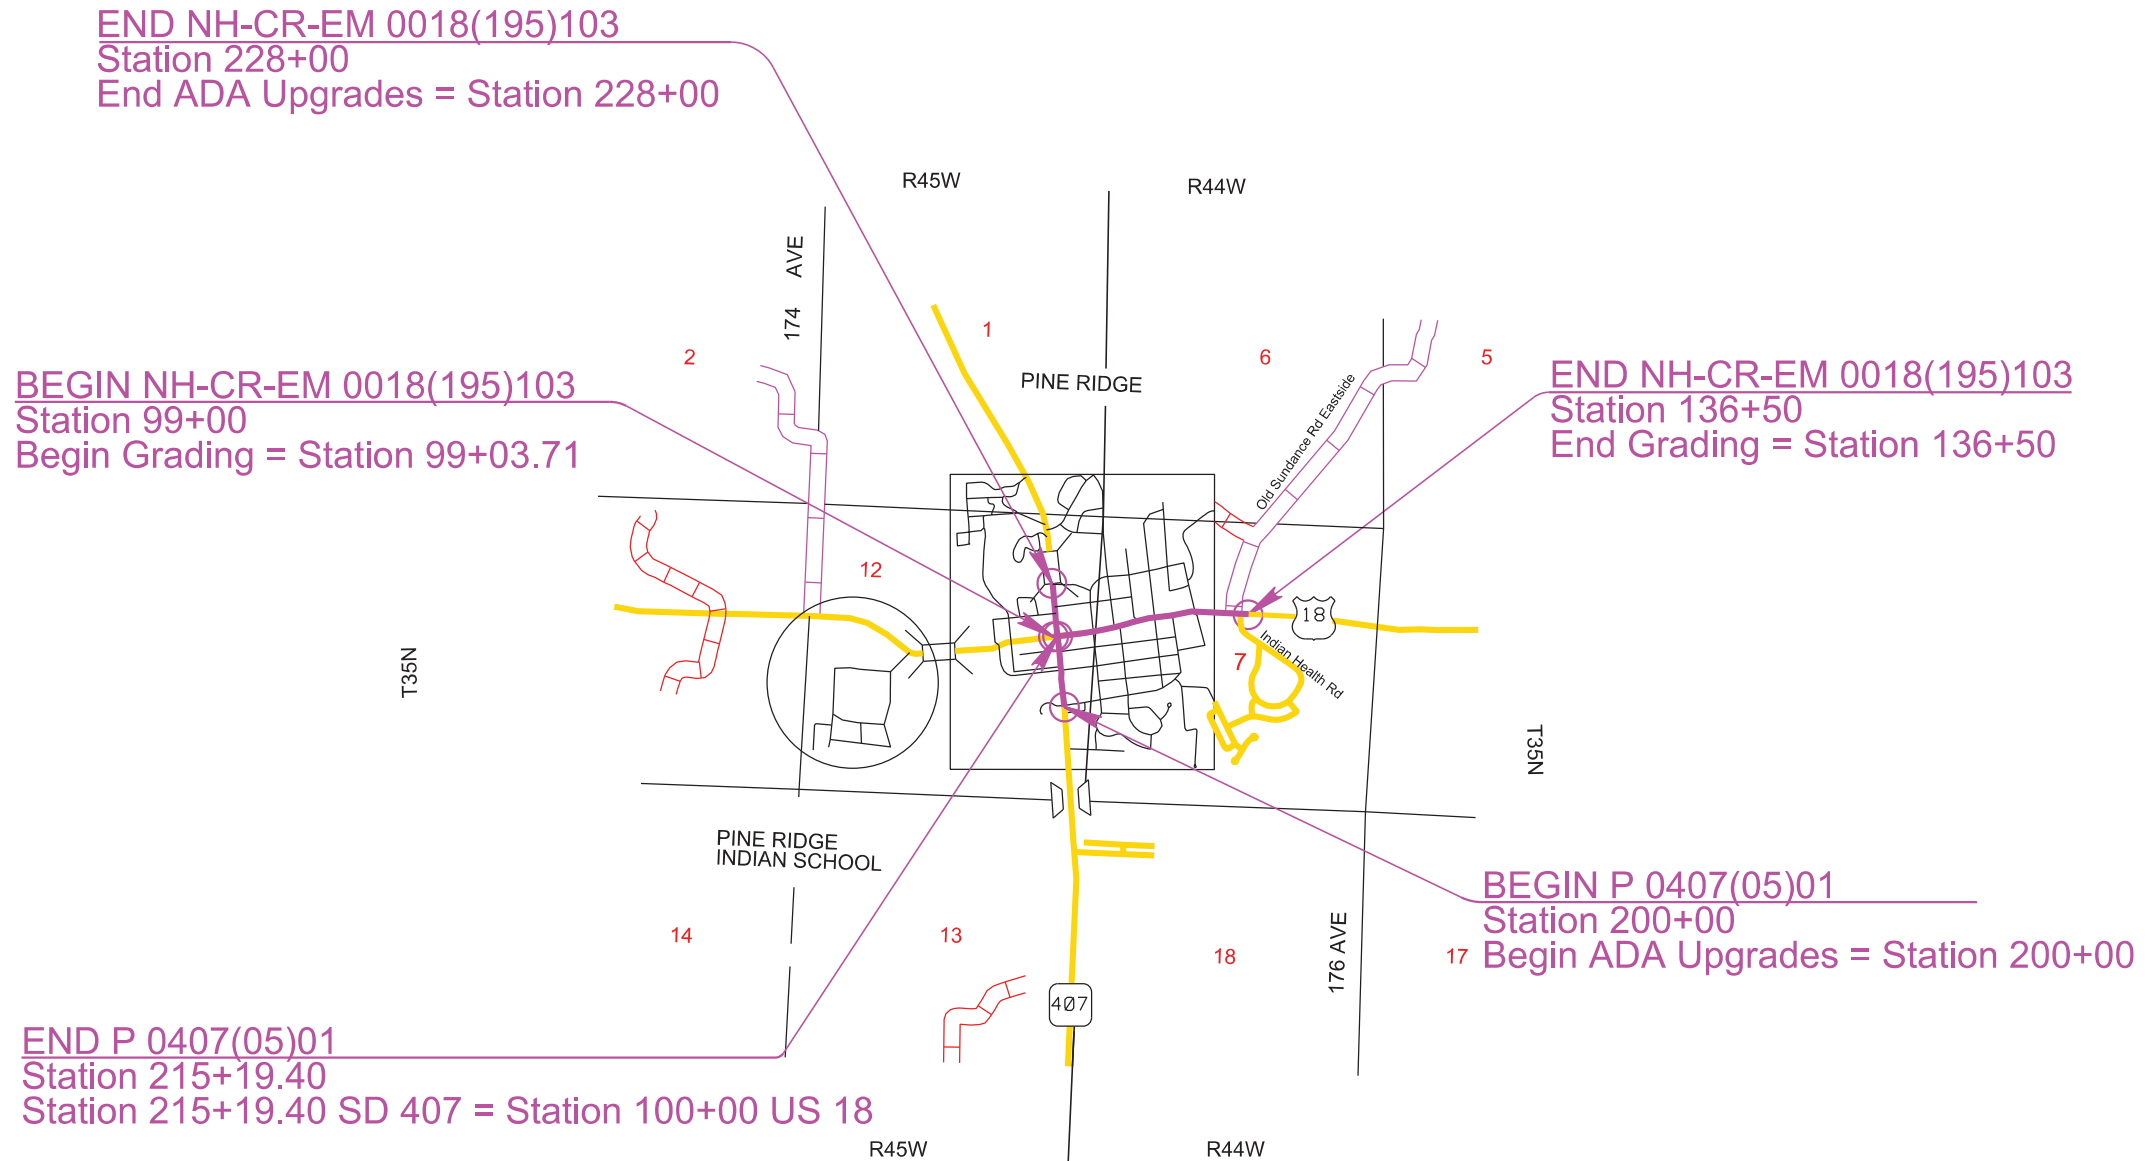 END NH-CR-EM 0018(195)103
Station 228+00
End ADA Upgrades = Station 228+00
R45W
R44W
174 AVE
1
2
6
5
PINE RIDGE
BEGIN NH-CR-EM 0018(195)103
Station 99+00
Begin Grading = Station 99+03.71
END NH-CR-EM 0018(195)103
Station 136+50
End Grading = Station 136+50
Old Sundance Rd Eastside
12
18
7
Indian Health Rd
T35N
T35N
PINE RIDGE
INDIAN SCHOOL
14
13
18
17
176 AVE
BEGIN P 0407(05)01
Station 200+00
Begin ADA Upgrades = Station 200+00
407
END P 0407(05)01
Station 215+19.40
Station 215+19.40 SD 407 = Station 100+00 US 18
R45W
R44W